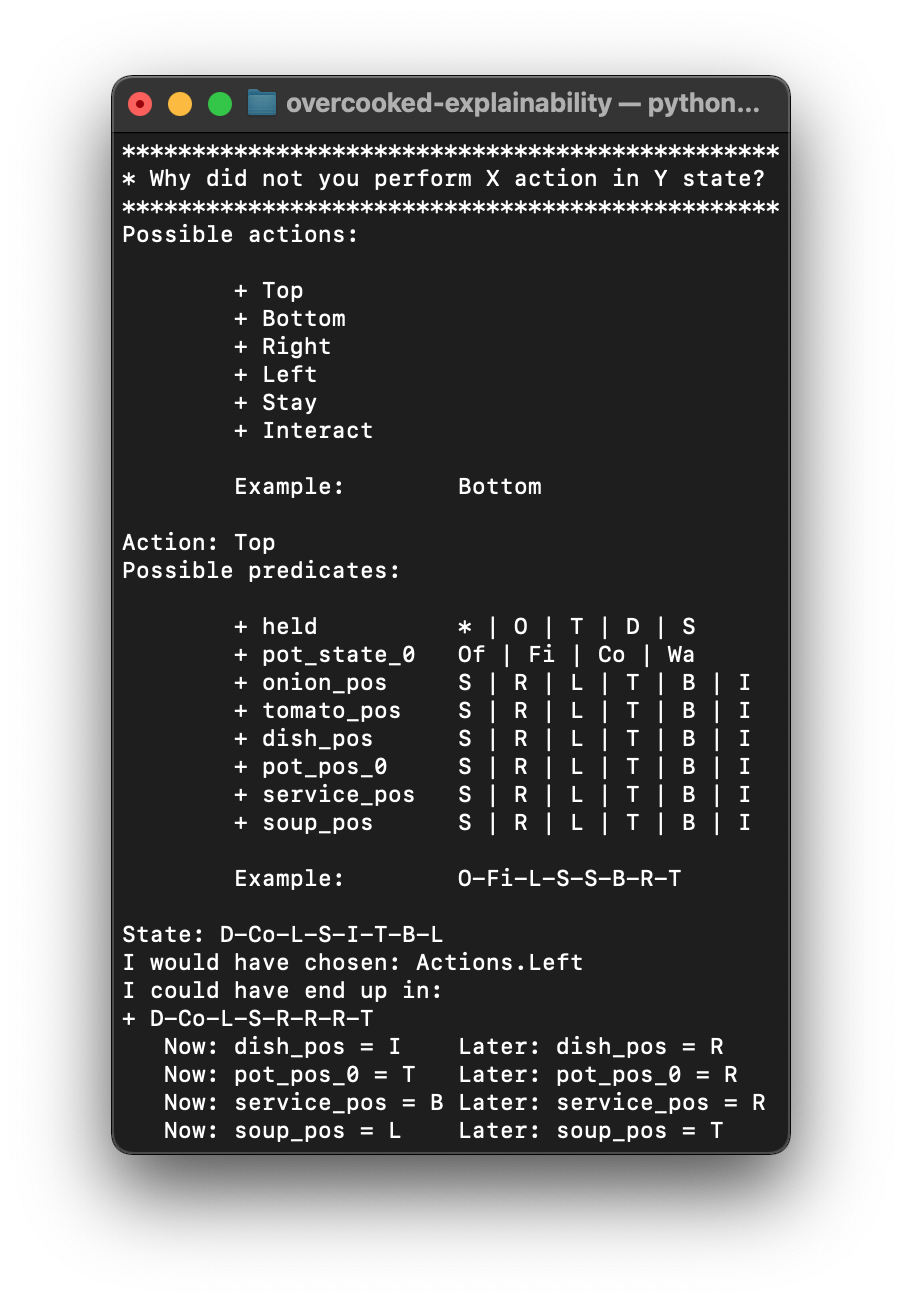 overcooked-explainability — python...
***********************************************
* Why did not you perform X action in Y state?
***********************************************
Possible actions:
+ Top
+ Bottom
+ Right
+ Left
+ Stay
+ Interact
Example: Bottom
Action: Top
Possible predicates:
+ held * | O | T | D | S
+ pot_state_0 Of | Fi | Co | Wa
+ onion_pos S | R | L | T | B | I
+ tomato_pos S | R | L | T | B | I
+ dish_pos S | R | L | T | B | I
+ pot_pos_0 S | R | L | T | B | I
+ service_pos S | R | L | T | B | I
+ soup_pos S | R | L | T | B | I
Example: O-Fi-L-S-S-B-R-T
State: D-Co-L-S-I-T-B-L
I would have chosen: Actions.Left
I could have end up in:
+ D-Co-L-S-R-R-R-T
Now: dish_pos = I Later: dish_pos = R
Now: pot_pos_0 = T Later: pot_pos_0 = R
Now: service_pos = B Later: service_pos = R
Now: soup_pos = L Later: soup_pos = T